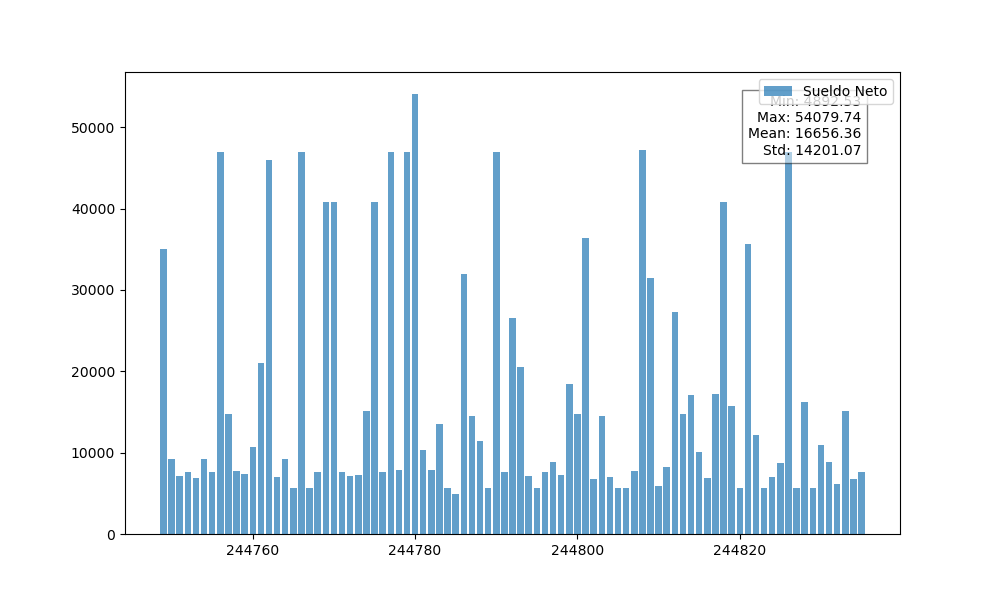 Sueldo Neto
Min: 4892.53
Max: 54079.74
Mean: 16656.36
Std: 14201.07
50000
40000
30000
20000
10000
0
244760
244780
244800
244820